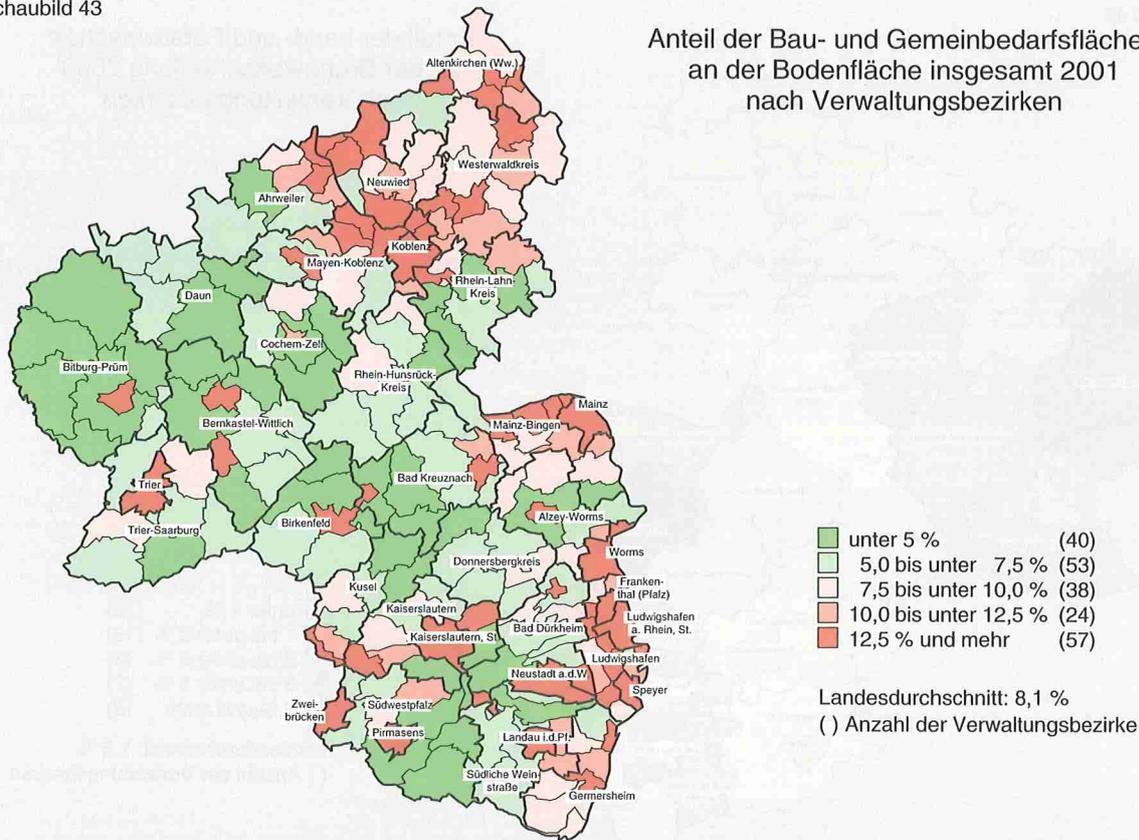 chaubild 43
Anteil der Bau- und Gemeinbedarfsfläche
an der Bodenfläche insgesamt 2001
nach Verwaltungsbezirken
Altenkirchen (Ww.)
Westerwaldkreis
Neuwied
Ahrweiler
Koblenz
Mayen-Koblenz
Rhein-Lahn-
Kreis
Daun
Cochem-Zell
Bitburg-Prüm
Rhein-Hunsrück-
Kreis
Mainz
Bernkastel-Wittlich
Mainz-Bingen
Bad Kreuznach
Trier
Alzey-Worms
Birkenfeld
Trier-Saarburg
Worms
Donnersbergkreis
Franken-
thal (Pfalz)
Kusel
Kaiserslautern
Ludwigshafen
a. Rhein, St.
Bad Dürkheim
Kaiserslautern, St
Ludwigshafen
Neustadt a.d.W
Speyer
Zwei-
brücken
Südwestpfalz
Pirmasens
Landau i.d.Pf.
Südliche Wein-
straße
Germersheim
unter 5 % (40)
5,0 bis unter 7,5 % (53)
7,5 bis unter 10,0 % (38)
10,0 bis unter 12,5 % (24)
12,5 % und mehr (57)
Landesdurchschnitt: 8,1 %
( ) Anzahl der Verwaltungsbezirke